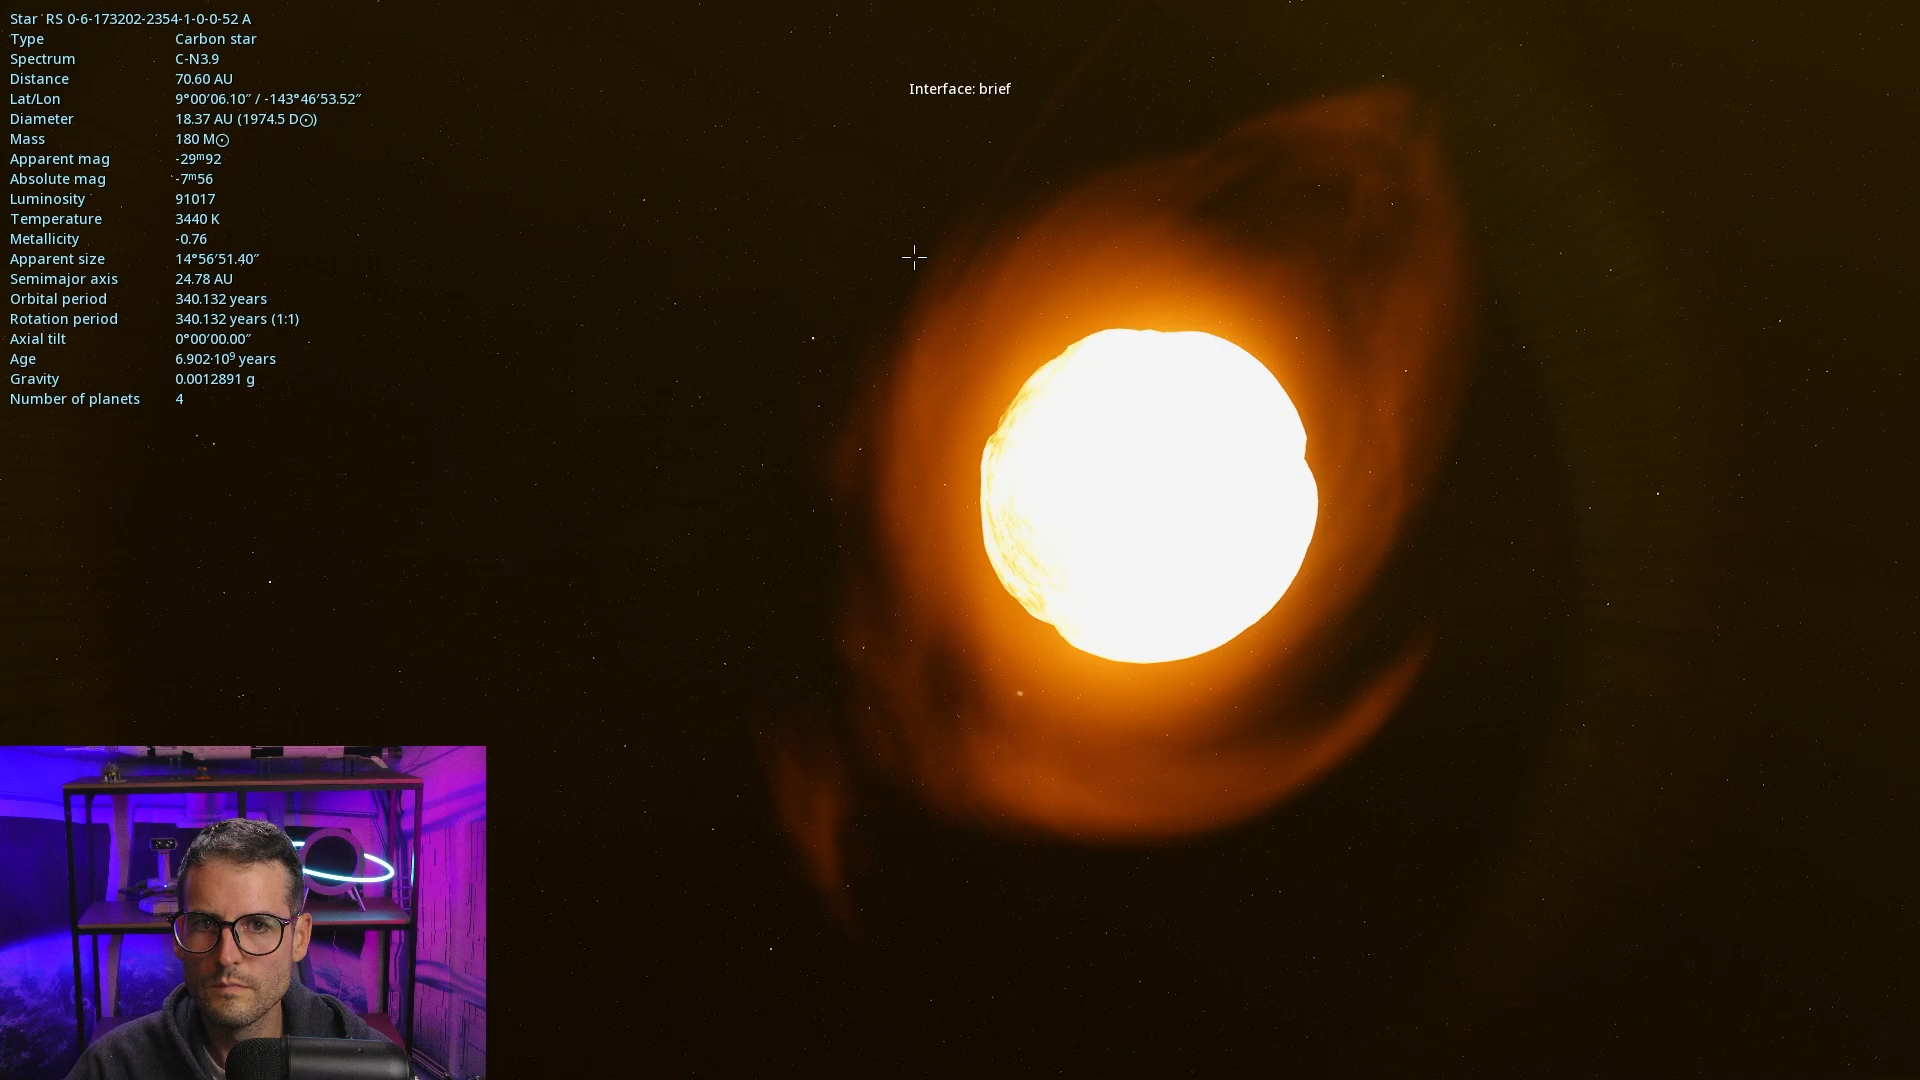 Star RS 0-6-173202-2354-1-0-0-52 A
Type Carbon star
Spectrum C-N3.9
Distance 70.60 AU
Lat/Lon 9°00′06.10″ / -143°46′53.52″
Diameter 18.37 AU (1974.5 D☉)
Mass 180 M☉
Apparent mag -29ᵐ92
Absolute mag -7ᵐ56
Luminosity 91017
Temperature 3440 K
Metallicity -0.76
Apparent size 14°56′51.40″
Semimajor axis 24.78 AU
Orbital period 340.132 years
Rotation period 340.132 years (1:1)
Axial tilt 0°00′00.00″
Age 6.902·10⁹ years
Gravity 0.0012891 g
Number of planets 4
Interface: brief